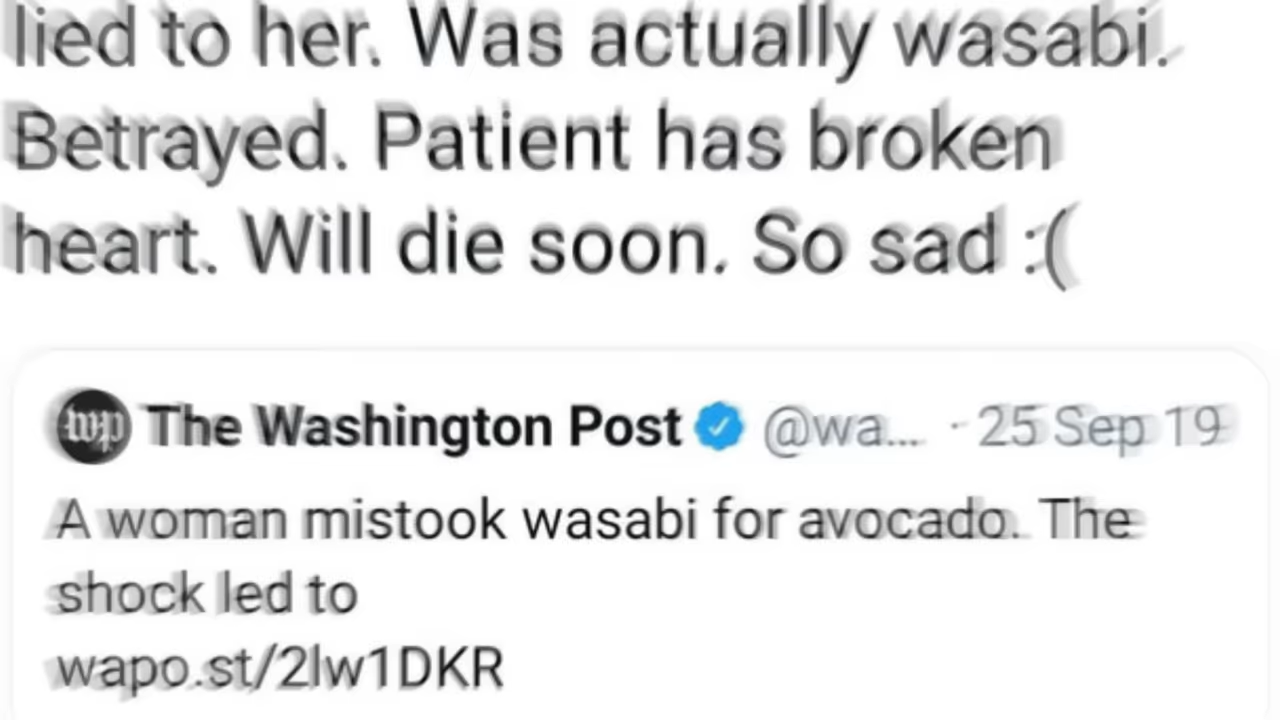 lied to her. Was actually wasabi.
Betrayed. Patient has broken
heart. Will die soon. So sad :(
wp The Washington Post @wa... · 25 Sep 19
A woman mistook wasabi for avocado. The
shock led to
wapo.st/2lw1DKR